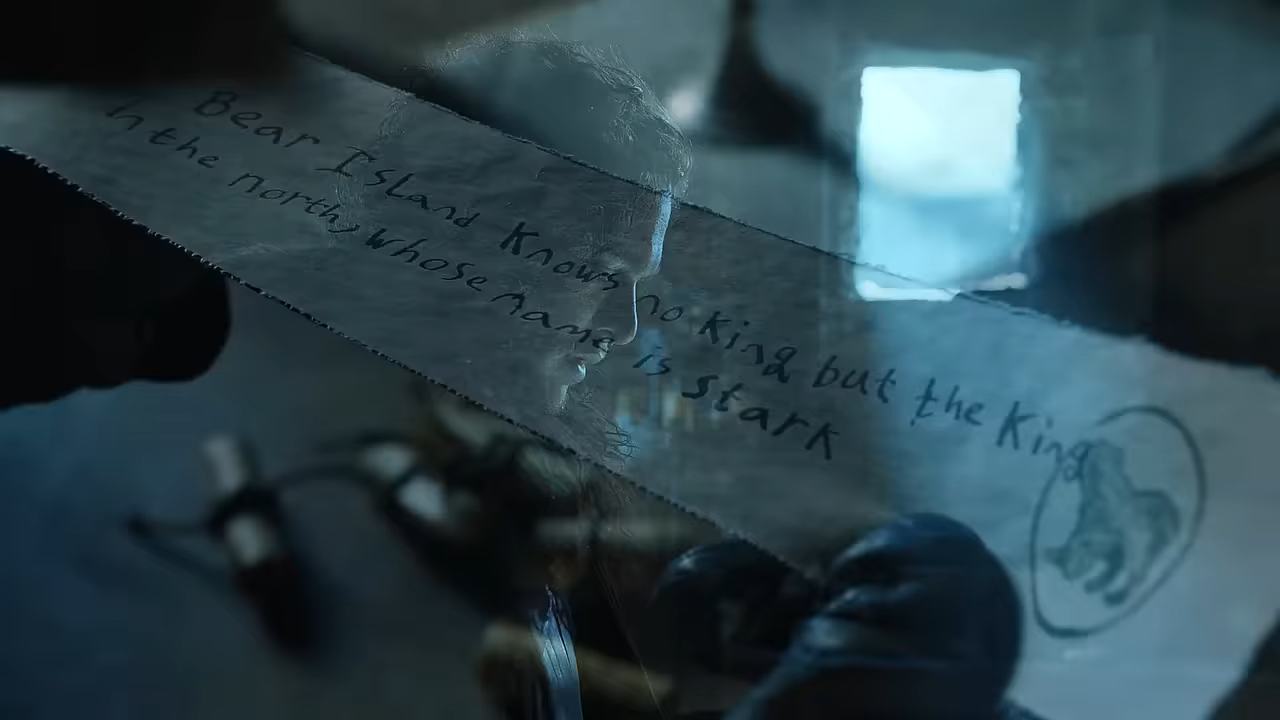 Bear Island Knows no King but the King
In the north, whose name is Stark